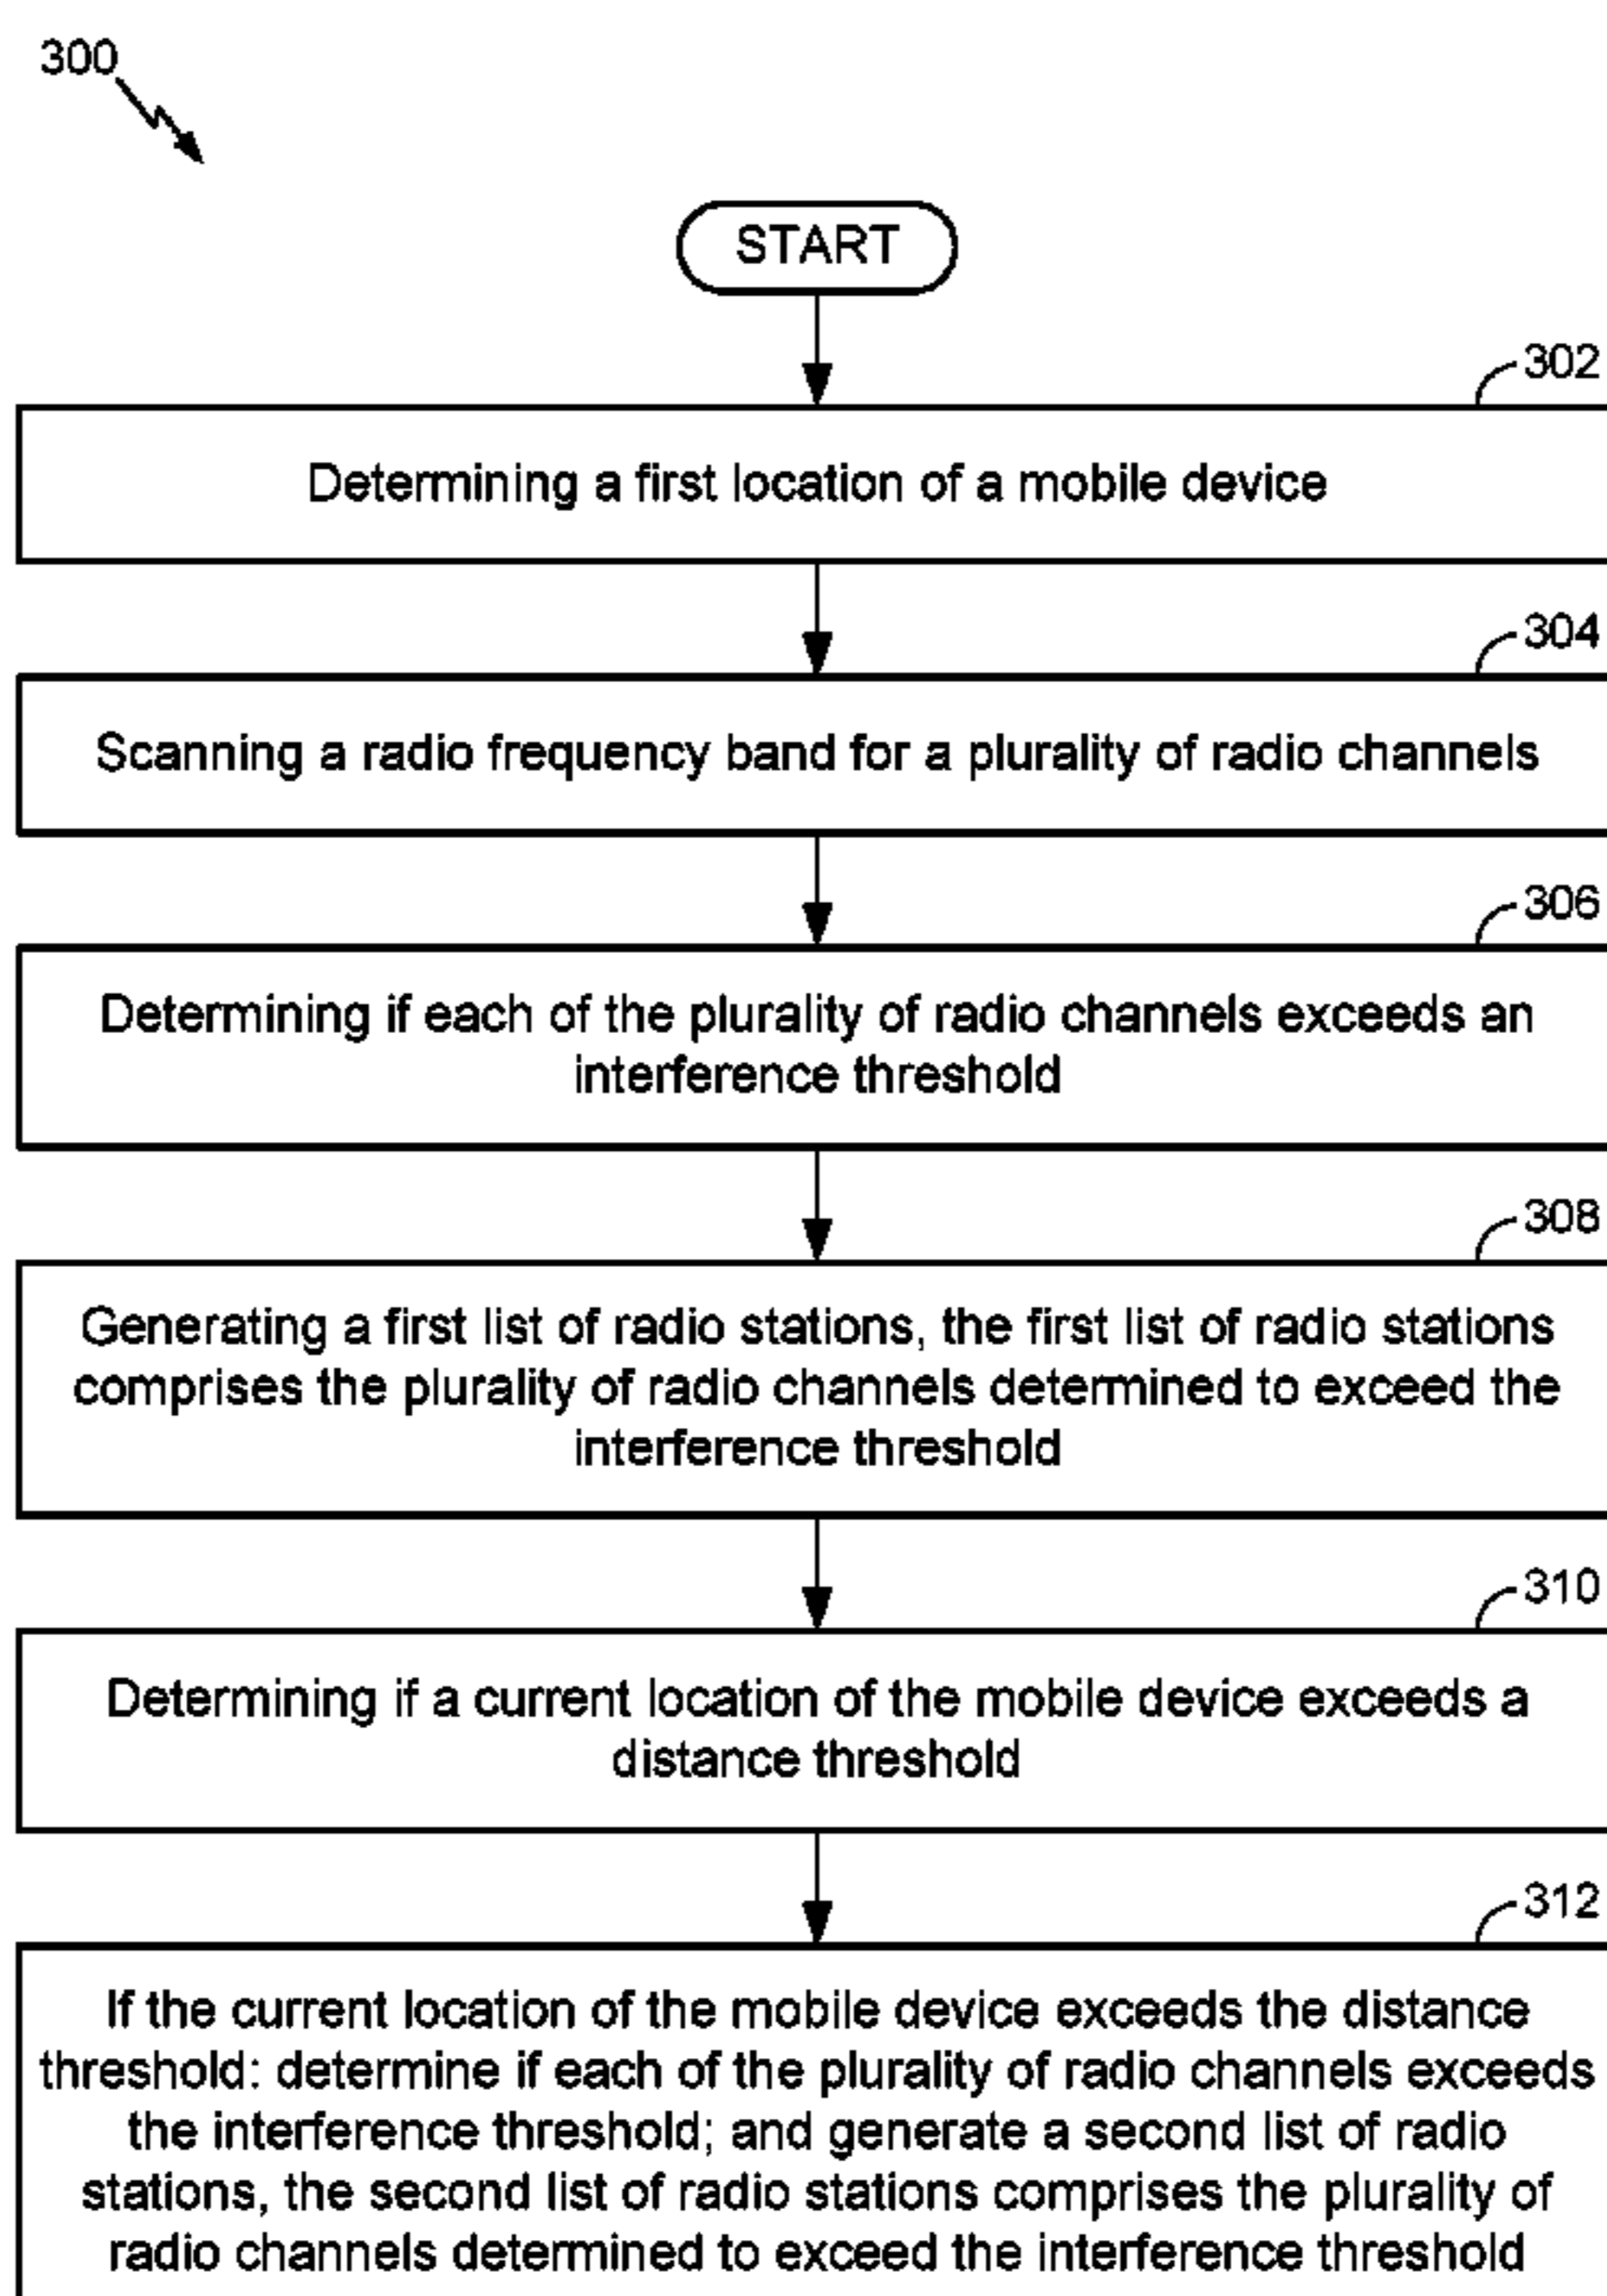 300
START
302
Determining a first location of a mobile device
304
Scanning a radio frequency band for a plurality of radio channels
306
Determining if each of the plurality of radio channels exceeds an
interference threshold
308
Generating a first list of radio stations, the first list of radio stations
comprises the plurality of radio channels determined to exceed the
interference threshold
310
Determining if a current location of the mobile device exceeds a
distance threshold
312
If the current location of the mobile device exceeds the distance
threshold: determine if each of the plurality of radio channels exceeds
the interference threshold; and generate a second list of radio
stations, the second list of radio stations comprises the plurality of
radio channels determined to exceed the interference threshold